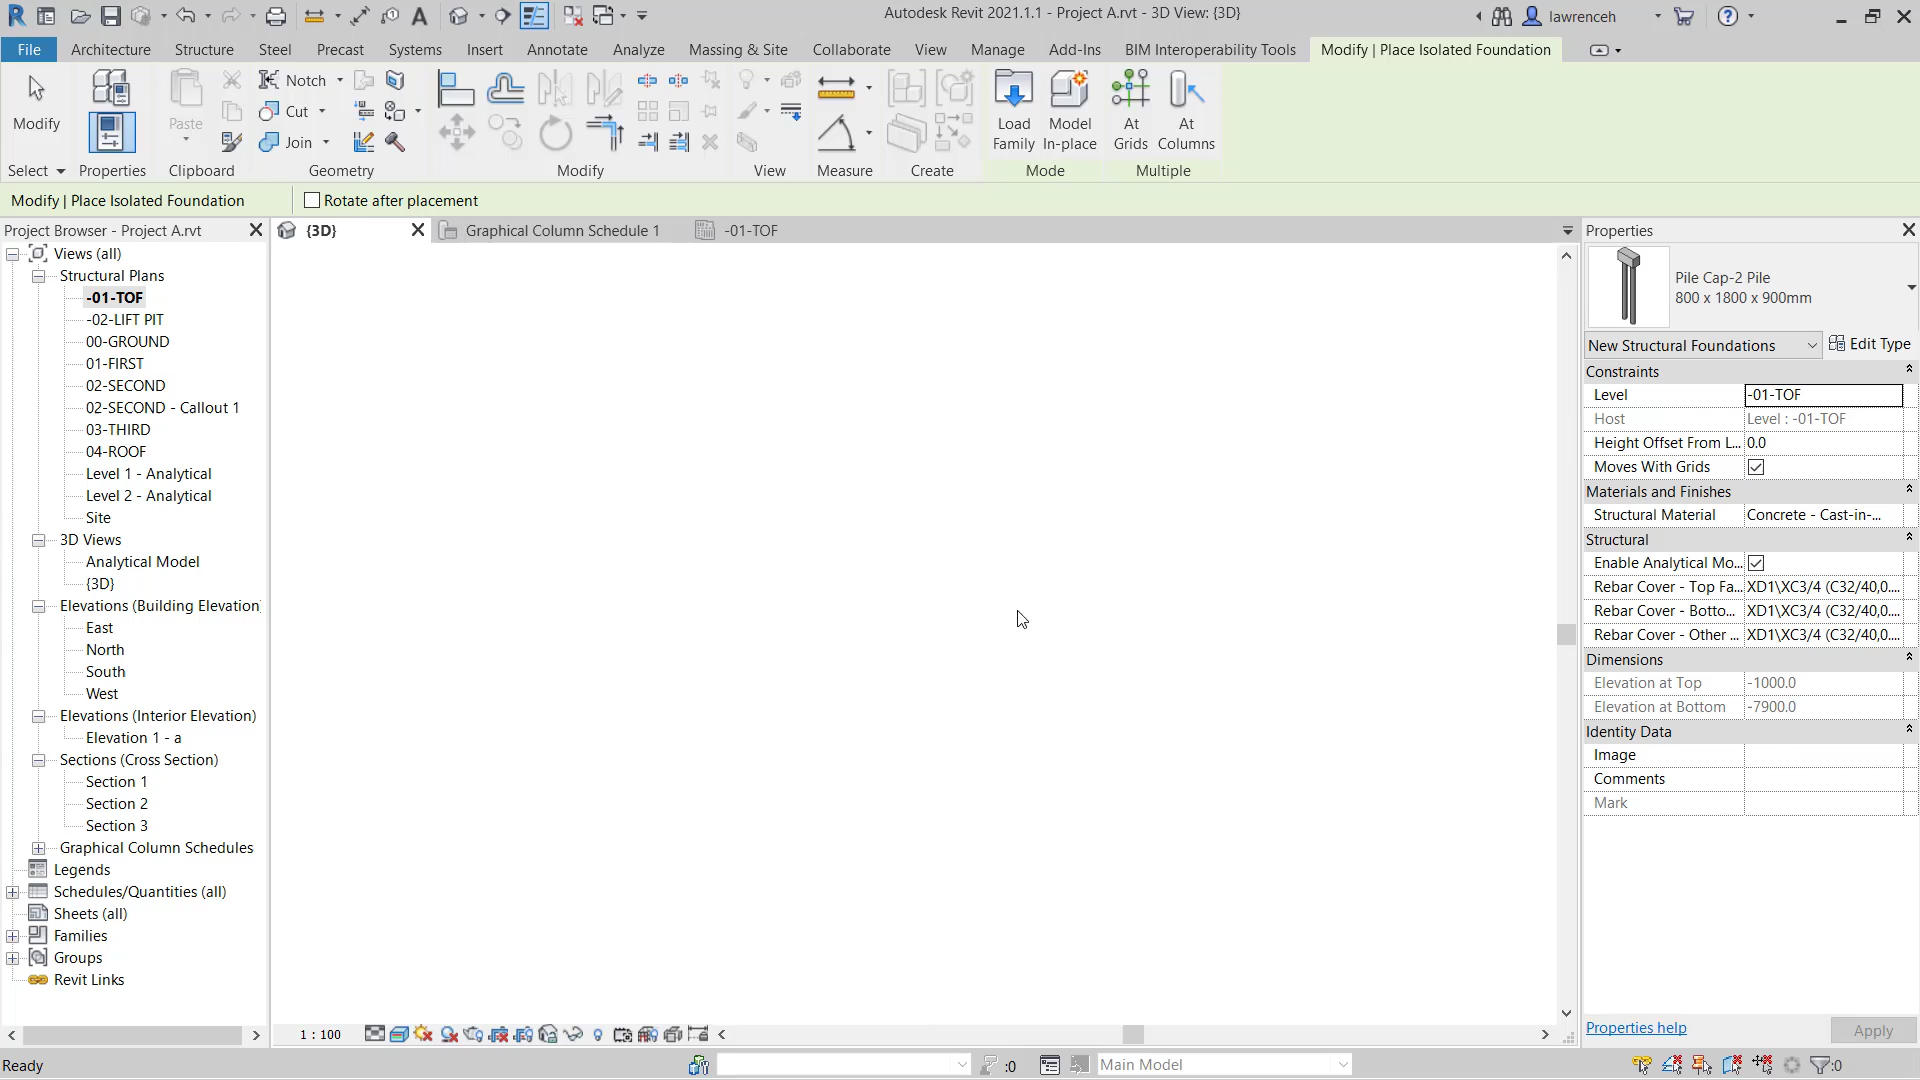 Autodesk Revit 2021.1.1 - Project A.rvt - 3D View: {3D}
lawrenceh
File Architecture Structure Steel Precast Systems Insert Annotate Analyze Massing & Site Collaborate View Manage Add-Ins BIM Interoperability Tools Modify | Place Isolated Foundation
Modify
Paste
Notch
Cut
Join
Load Family
Model In-place
At Grids
At Columns
Select Properties Clipboard Geometry Modify View Measure Create Mode Multiple
Modify | Place Isolated Foundation Rotate after placement
Project Browser - Project A.rvt
Views (all)
Structural Plans
-01-TOF
-02-LIFT PIT
00-GROUND
01-FIRST
02-SECOND
02-SECOND - Callout 1
03-THIRD
04-ROOF
Level 1 - Analytical
Level 2 - Analytical
Site
3D Views
Analytical Model
{3D}
Elevations (Building Elevation)
East
North
South
West
Elevations (Interior Elevation)
Elevation 1 - a
Sections (Cross Section)
Section 1
Section 2
Section 3
Graphical Column Schedules
Legends
Schedules/Quantities (all)
Sheets (all)
Families
Groups
Revit Links
{3D} Graphical Column Schedule 1 -01-TOF
Properties
Pile Cap-2 Pile
800 x 1800 x 900mm
New Structural Foundations Edit Type
Constraints
Level -01-TOF
Host Level : -01-TOF
Height Offset From L... 0.0
Moves With Grids
Materials and Finishes
Structural Material Concrete - Cast-in-...
Structural
Enable Analytical Mo...
Rebar Cover - Top Fa... XD1\XC3/4 (C32/40,0....
Rebar Cover - Botto... XD1\XC3/4 (C32/40,0....
Rebar Cover - Other ... XD1\XC3/4 (C32/40,0....
Dimensions
Elevation at Top -1000.0
Elevation at Bottom -7900.0
Identity Data
Image
Comments
Mark
Properties help Apply
1 : 100
Ready
:0
Main Model
:0